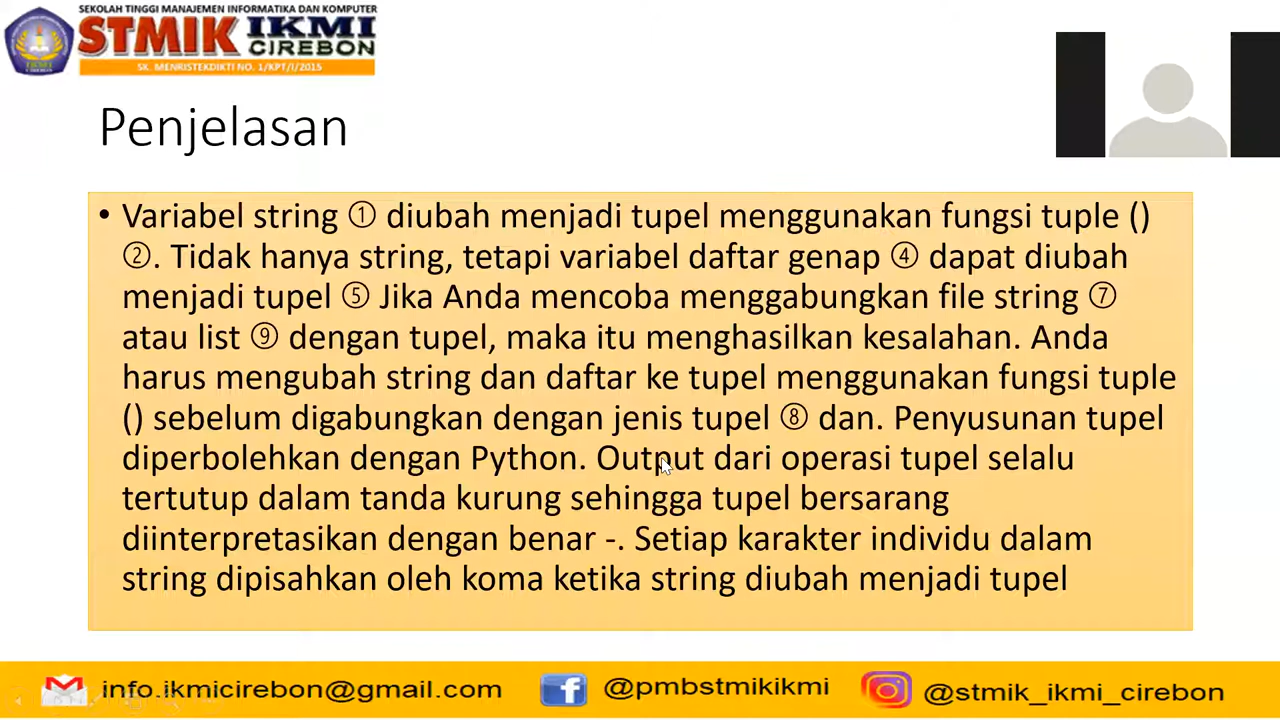 SEKOLAH TINGGI MANAJEMEN INFORMATIKA DAN KOMPUTER
STMIK IKMI CIREBON
SK. MENRISTEKDIKTI NO. 1/KPT/I/2015
Penjelasan
• Variabel string ① diubah menjadi tupel menggunakan fungsi tuple ()
②. Tidak hanya string, tetapi variabel daftar genap ④ dapat diubah
menjadi tupel ⑤ Jika Anda mencoba menggabungkan file string ⑦
atau list ⑨ dengan tupel, maka itu menghasilkan kesalahan. Anda
harus mengubah string dan daftar ke tupel menggunakan fungsi tuple
() sebelum digabungkan dengan jenis tupel ⑧ dan. Penyusunan tupel
diperbolehkan dengan Python. Output dari operasi tupel selalu
tertutup dalam tanda kurung sehingga tupel bersarang
diinterpretasikan dengan benar -. Setiap karakter individu dalam
string dipisahkan oleh koma ketika string diubah menjadi tupel
info.ikmicirebon@gmail.com
@pmbstmikikmi
@stmik_ikmi_cirebon